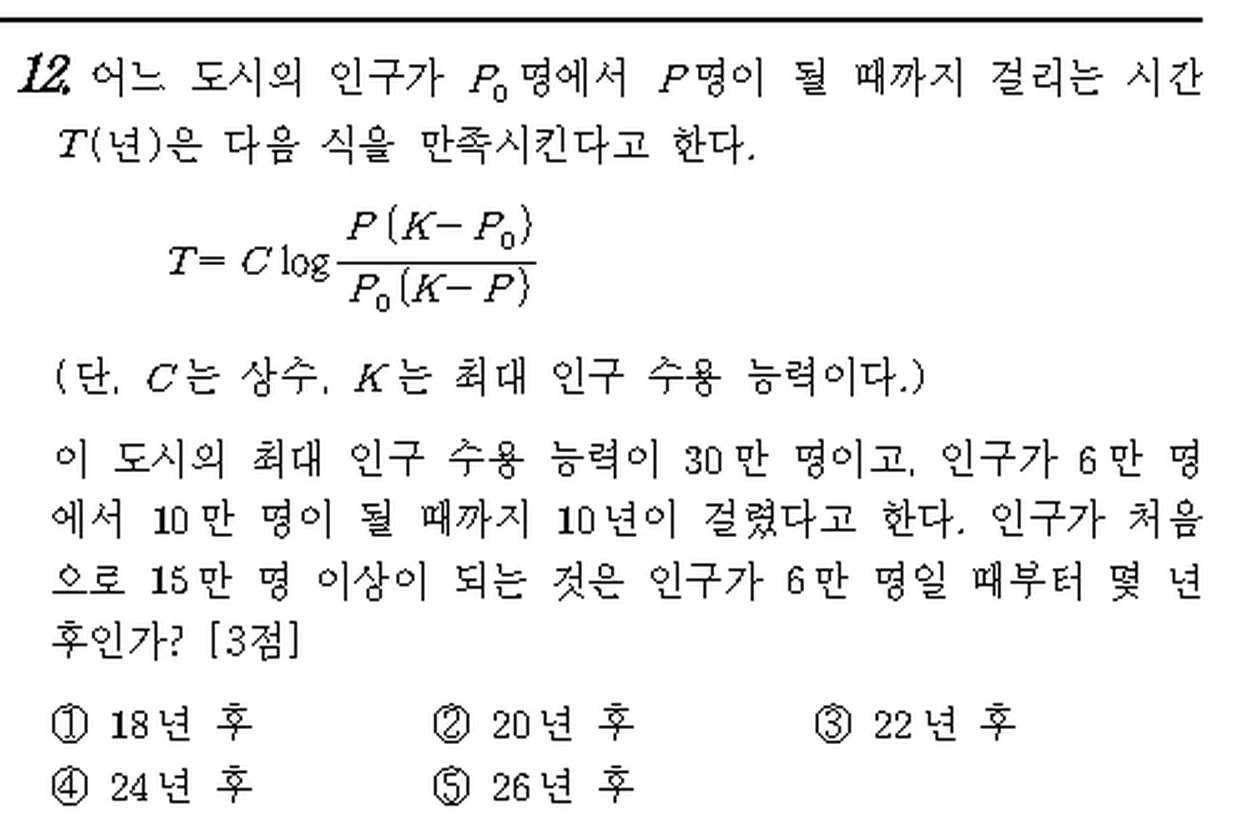 12. 어느 도시의 인구가 P₀명에서 P명이 될 때까지 걸리는 시간
T(년)은 다음 식을 만족시킨다고 한다.
T= C log P(K− P₀) / P₀(K− P)
(단, C는 상수, K는 최대 인구 수용 능력이다.)
이 도시의 최대 인구 수용 능력이 30만 명이고, 인구가 6만 명
에서 10만 명이 될 때까지 10년이 걸렸다고 한다. 인구가 처음
으로 15만 명 이상이 되는 것은 인구가 6만 명일 때부터 몇 년
후인가? [3점]
① 18년 후 ② 20년 후 ③ 22년 후
④ 24년 후 ⑤ 26년 후